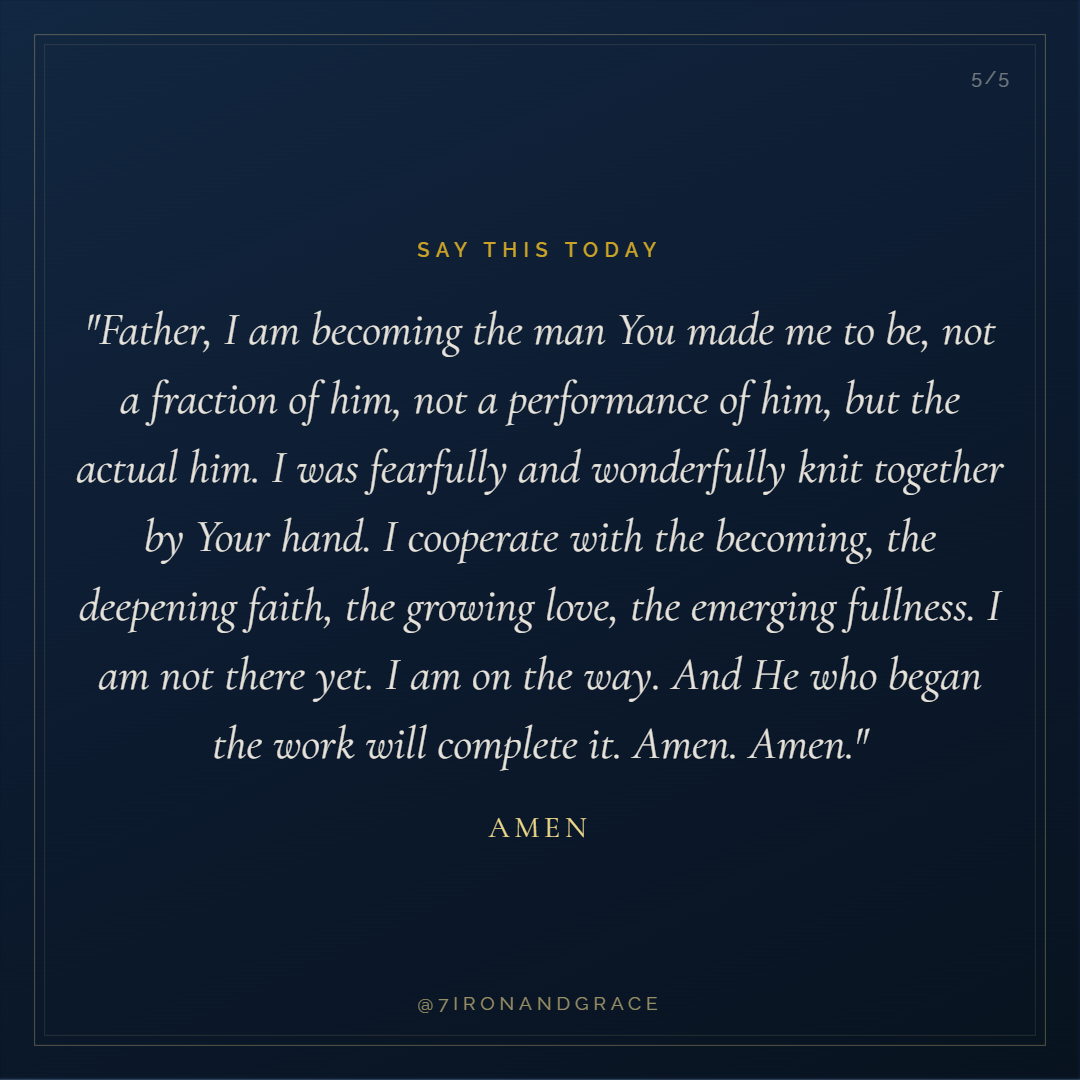 5/5
SAY THIS TODAY
"Father, I am becoming the man You made me to be, not
a fraction of him, not a performance of him, but the
actual him. I was fearfully and wonderfully knit together
by Your hand. I cooperate with the becoming, the
deepening faith, the growing love, the emerging fullness. I
am not there yet. I am on the way. And He who began
the work will complete it. Amen. Amen."
AMEN
@7IRONANDGRACE